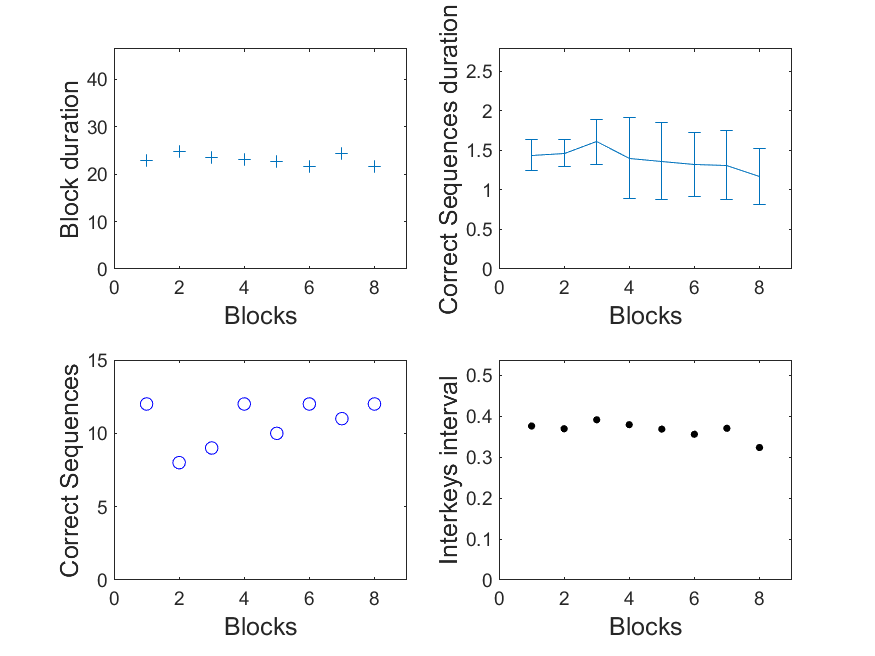 Block duration
40
30
20
10
0
0 2 4 6 8
Blocks
Correct Sequences duration
2.5
2
1.5
1
0.5
0
0 2 4 6 8
Blocks
Correct Sequences
15
10
5
0
0 2 4 6 8
Blocks
Interkeys interval
0.5
0.4
0.3
0.2
0.1
0
0 2 4 6 8
Blocks